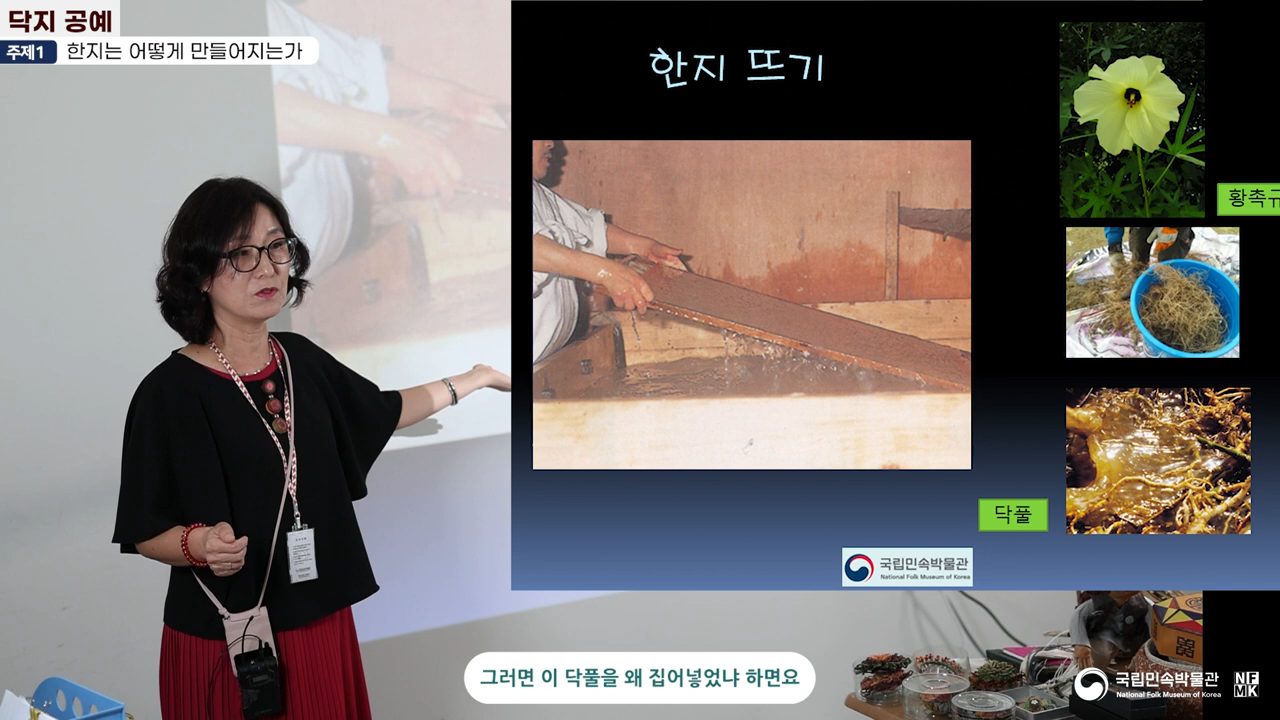 닥지 공예
주제1 한지는 어떻게 만들어지는가
한지 뜨기
황촉규
닥풀
국립민속박물관
National Folk Museum of Korea
그러면 이 닥풀을 왜 집어넣었냐 하면요
국립민속박물관
National Folk Museum of Korea
NF
MK